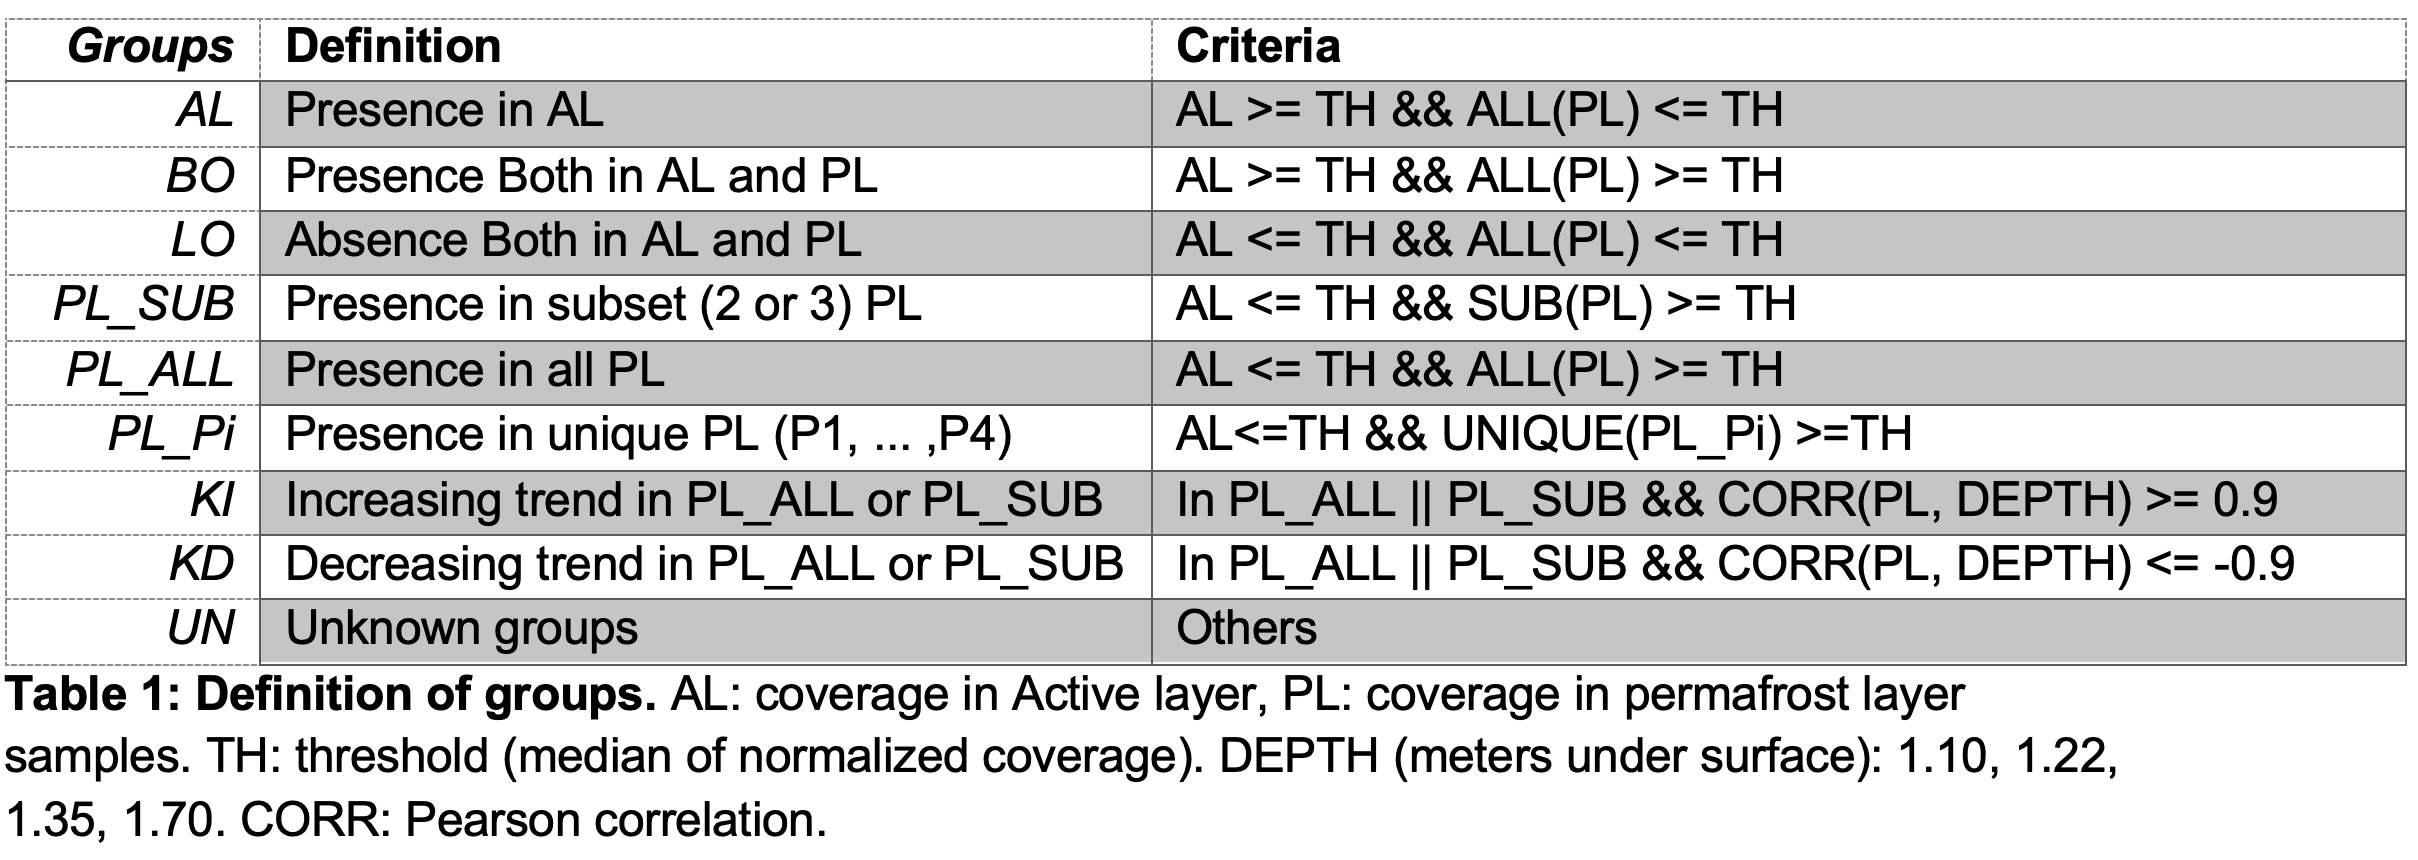 Groups Definition Criteria
AL Presence in AL AL >= TH && ALL(PL) <= TH
BO Presence Both in AL and PL AL >= TH && ALL(PL) >= TH
LO Absence Both in AL and PL AL <= TH && ALL(PL) <= TH
PL_SUB Presence in subset (2 or 3) PL AL <= TH && SUB(PL) >= TH
PL_ALL Presence in all PL AL <= TH && ALL(PL) >= TH
PL_Pi Presence in unique PL (P1, ... ,P4) AL<=TH && UNIQUE(PL_Pi) >=TH
KI Increasing trend in PL_ALL or PL_SUB In PL_ALL || PL_SUB && CORR(PL, DEPTH) >= 0.9
KD Decreasing trend in PL_ALL or PL_SUB In PL_ALL || PL_SUB && CORR(PL, DEPTH) <= -0.9
UN Unknown groups Others
Table 1: Definition of groups. AL: coverage in Active layer, PL: coverage in permafrost layer
samples. TH: threshold (median of normalized coverage). DEPTH (meters under surface): 1.10, 1.22,
1.35, 1.70. CORR: Pearson correlation.